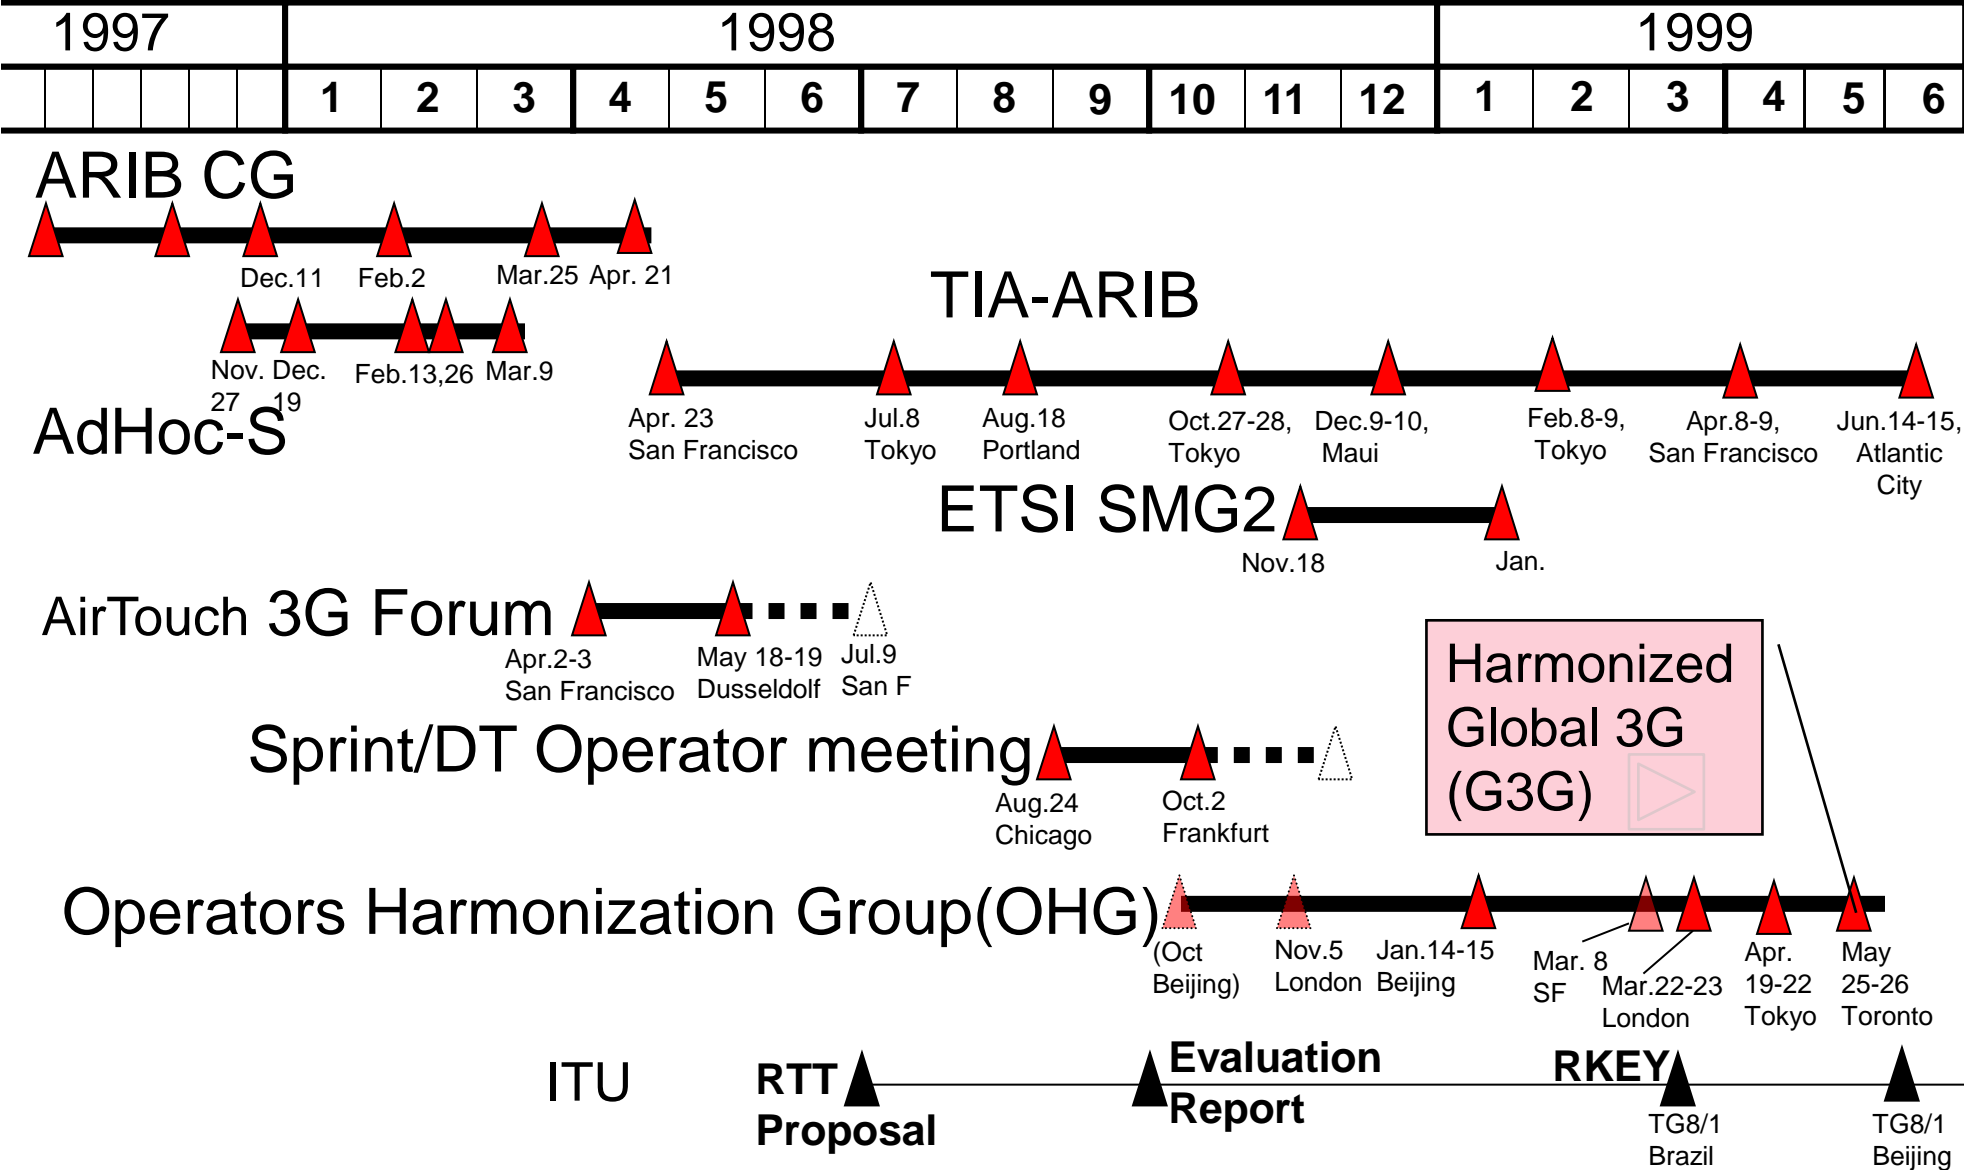 1997 1998 1999
1 2 3 4 5 6 7 8 9 10 11 12 1 2 3 4 5 6
ARIB CG
Dec.11 Feb.2 Mar.25 Apr. 21
TIA-ARIB
Nov. Dec. Feb.13,26 Mar.9
27 19
AdHoc-S
Apr. 23 Jul.8 Aug.18 Oct.27-28, Dec.9-10, Feb.8-9, Apr.8-9, Jun.14-15,
San Francisco Tokyo Portland Tokyo Maui Tokyo San Francisco Atlantic
City
ETSI SMG2
Nov.18 Jan.
AirTouch 3G Forum
Apr.2-3 May 18-19 Jul.9
San Francisco Dusseldolf San F
Harmonized
Global 3G
(G3G)
Sprint/DT Operator meeting
Aug.24 Oct.2
Chicago Frankfurt
Operators Harmonization Group(OHG)
(Oct Nov.5 Jan.14-15 Mar. 8 Mar.22-23 Apr. May
Beijing) London Beijing SF London 19-22 25-26
Tokyo Toronto
ITU RTT Evaluation RKEY
Proposal Report
TG8/1 TG8/1
Brazil Beijing